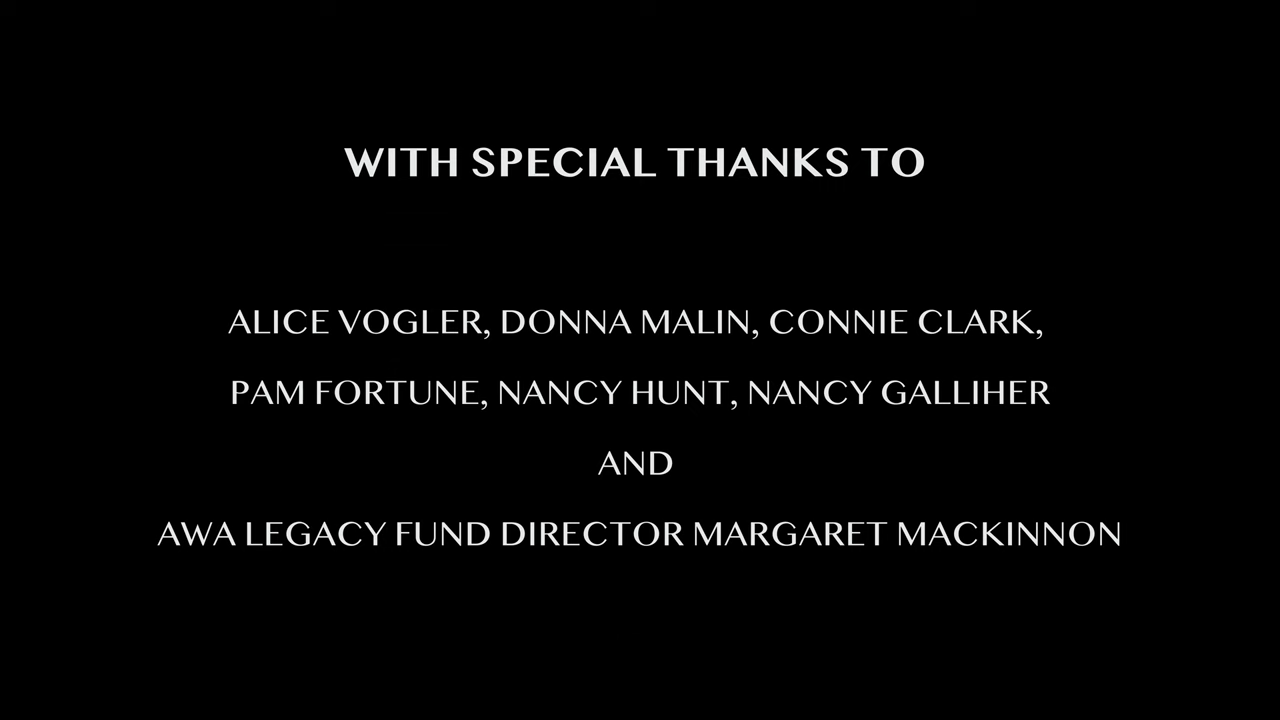 WITH SPECIAL THANKS TO
ALICE VOGLER, DONNA MALIN, CONNIE CLARK,
PAM FORTUNE, NANCY HUNT, NANCY GALLIHER
AND
AWA LEGACY FUND DIRECTOR MARGARET MACKINNON